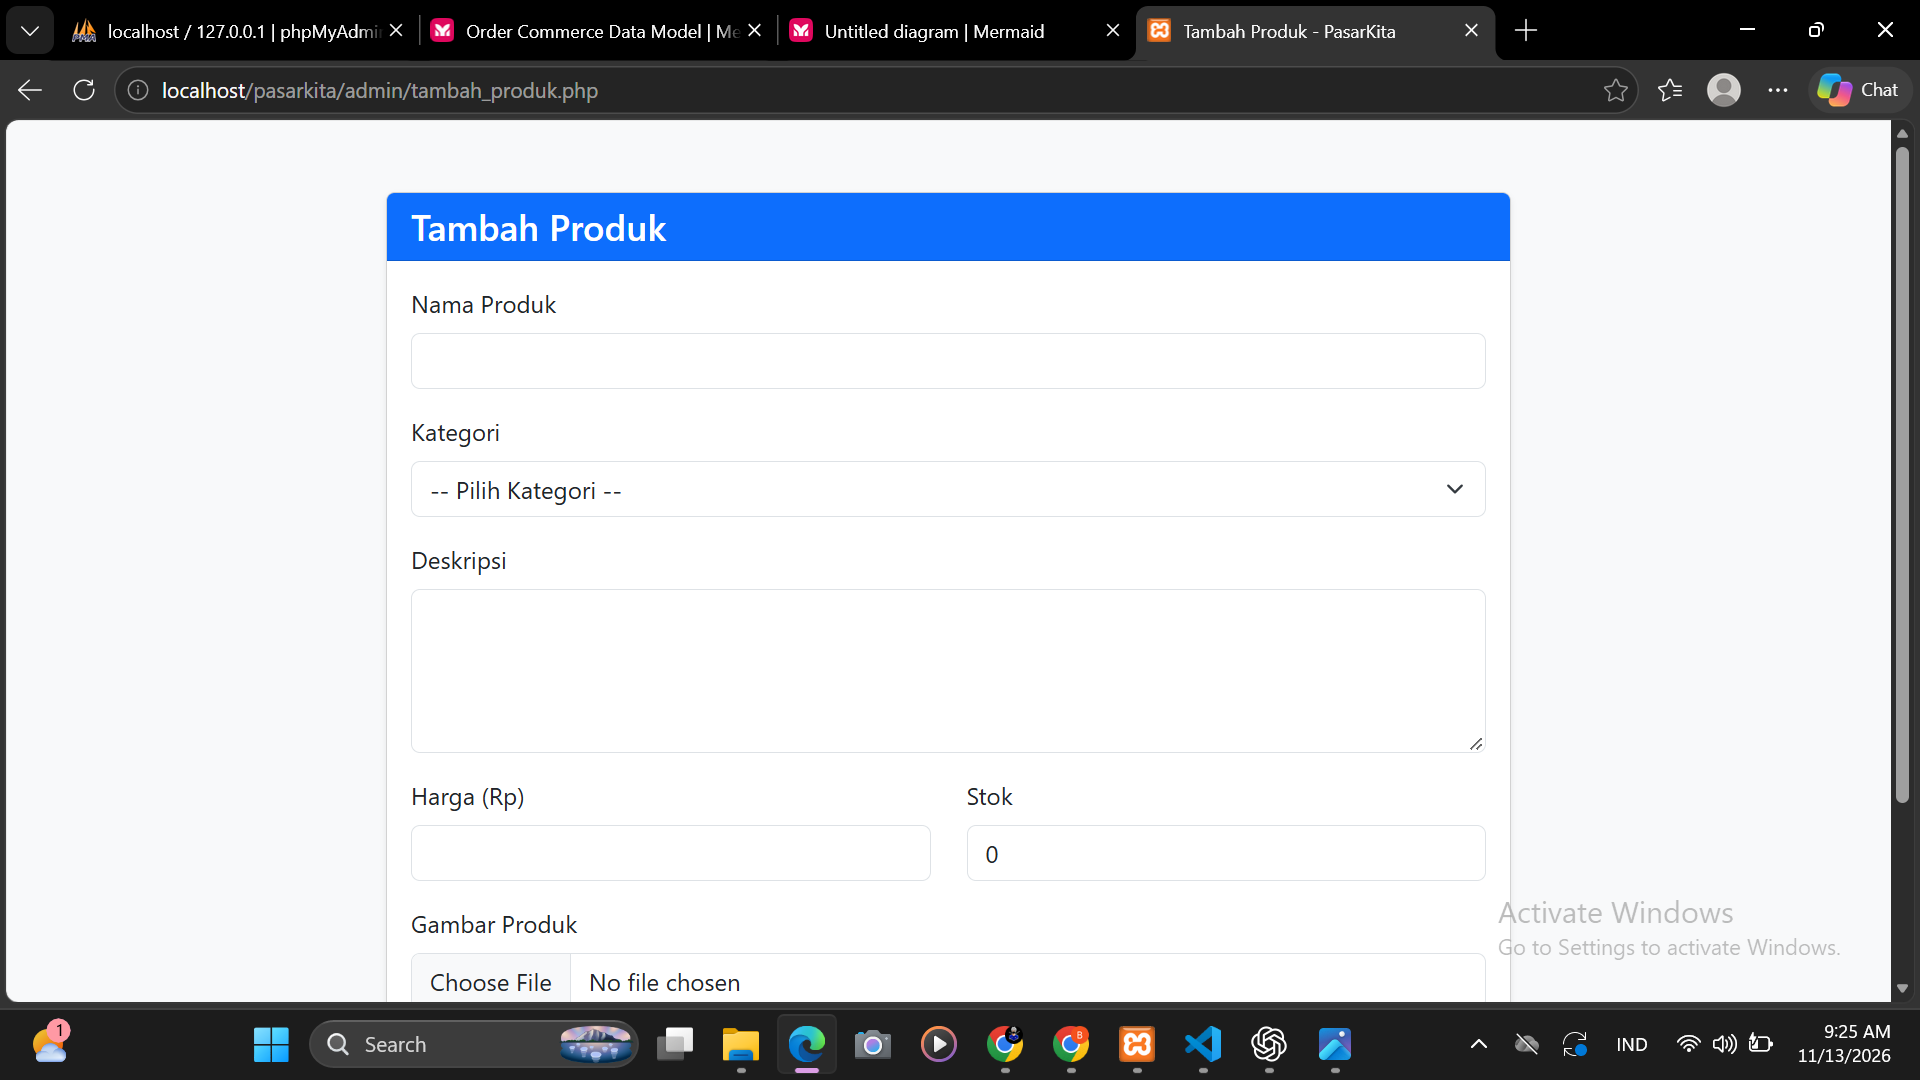 localhost / 127.0.0.1 | phpMyAdmi
Order Commerce Data Model | Me
Untitled diagram | Mermaid
Tambah Produk - PasarKita
localhost/pasarkita/admin/tambah_produk.php
Chat
Tambah Produk
Nama Produk
Kategori
-- Pilih Kategori --
Deskripsi
Harga (Rp)
Stok
0
Gambar Produk
Choose File
No file chosen
Activate Windows
Go to Settings to activate Windows.
1
Search
IND
9:25 AM
11/13/2026